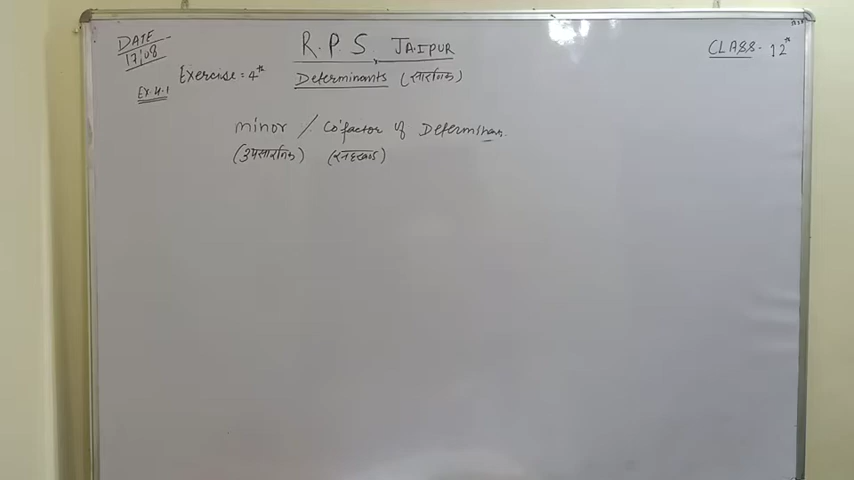 DATE
17/08
R.P.S. JAIPUR
CLASS - 12th
Exercise = 4th
Determinants (सारणिक)
Ex. 4.1
minor / Cofactor of Determinan.
(उपसारणिक) (सहखण्ड)